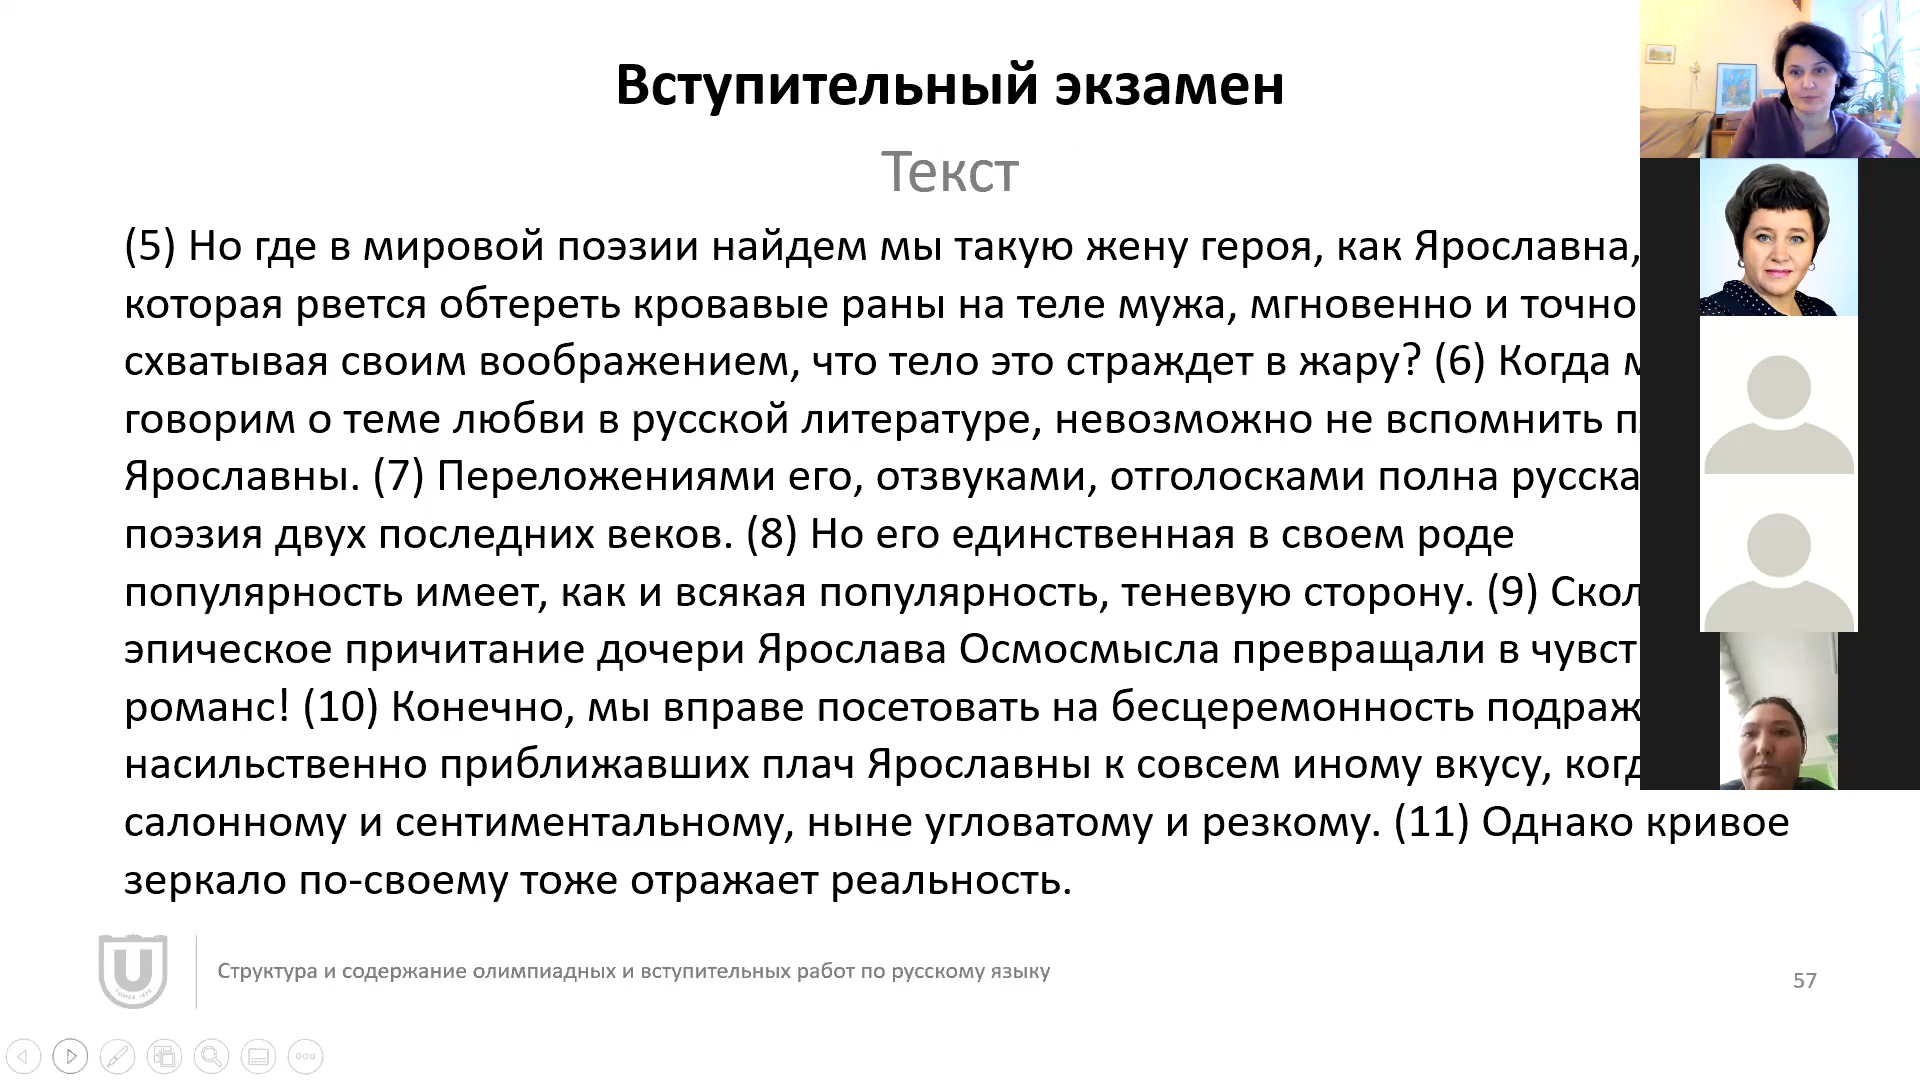 Вступительный экзамен
Текст
(5) Но где в мировой поэзии найдем мы такую жену героя, как Ярославна,
которая рвется обтереть кровавые раны на теле мужа, мгновенно и точно
схватывая своим воображением, что тело это страждет в жару? (6) Когда
говорим о теме любви в русской литературе, невозможно не вспомнить
Ярославны. (7) Переложениями его, отзвуками, отголосками полна
поэзия двух последних веков. (8) Но его единственная в своем роде
популярность имеет, как и всякая популярность, теневую сторону. (9)
эпическое причитание дочери Ярослава Осмосмысла превращали в
романс! (10) Конечно, мы вправе посетовать на бесцеремонность
насильственно приближавших плач Ярославны к совсем иному вкусу,
салонному и сентиментальному, ныне угловатому и резкому. (11) Однако кривое
зеркало по-своему тоже отражает реальность.
Структура и содержание олимпиадных и вступительных работ по русскому языку
57